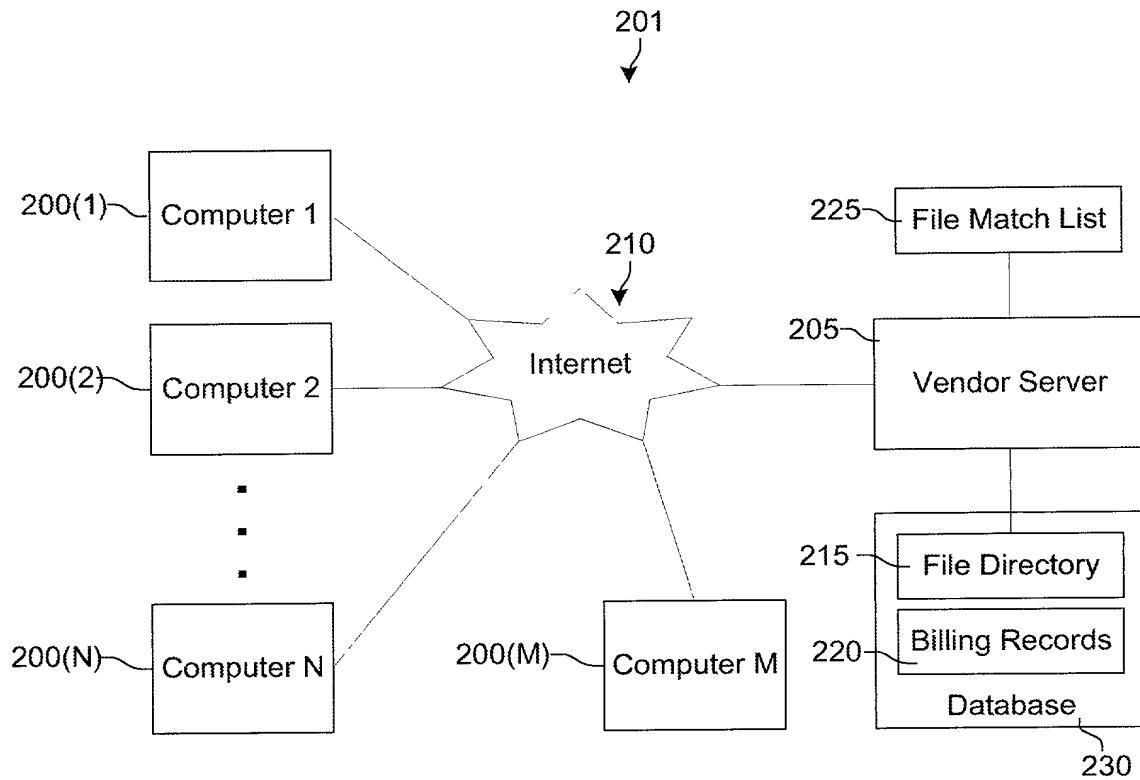 201
200(1)
Computer 1
225
File Match List
210
200(2)
Computer 2
Internet
205
Vendor Server
215
File Directory
200(N)
Computer N
200(M)
Computer M
220
Billing Records
Database
230